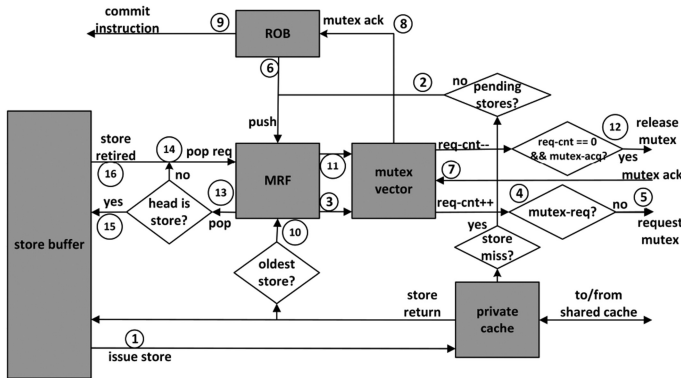 commit
instruction
9
ROB
mutex ack
8
6
2
no
pending
stores?
push
store
retired
16
14
pop req
no
MRF
11
3
mutex
vector
req-cnt--
req-cnt == 0
&& mutex-acq?
12
release
mutex
yes
7
mutex ack
head is
store?
13
pop
yes
15
store buffer
10
req-cnt++
4
mutex-req?
no
5
request
mutex
yes
store
miss?
oldest
store?
store
return
private
cache
to/from
shared cache
1
issue store